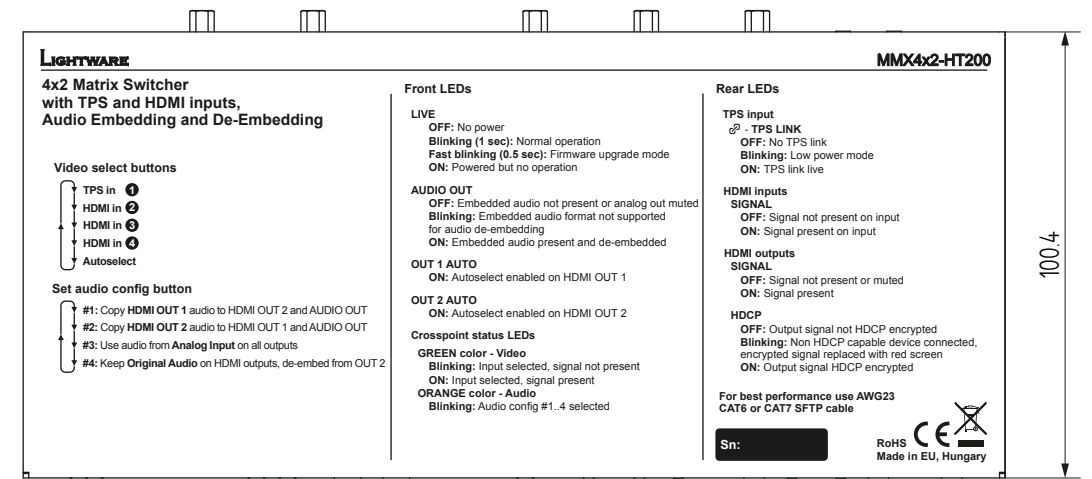 LIGHTWARE
MMX4x2-HT200
4x2 Matrix Switcher
with TPS and HDMI inputs,
Audio Embedding and De-Embedding
Video select buttons
TPS in 1
HDMI in 2
HDMI in 3
HDMI in 4
Autoselect
Set audio config button
#1: Copy HDMI OUT 1 audio to HDMI OUT 2 and AUDIO OUT
#2: Copy HDMI OUT 2 audio to HDMI OUT 1 and AUDIO OUT
#3: Use audio from Analog Input on all outputs
#4: Keep Original Audio on HDMI outputs, de-embed from OUT 2
Front LEDs
LIVE
OFF: No power
Blinking (1 sec): Normal operation
Fast blinking (0.5 sec): Firmware upgrade mode
ON: Powered but no operation
AUDIO OUT
OFF: Embedded audio not present or analog out muted
Blinking: Embedded audio format not supported
for audio de-embedding
ON: Embedded audio present and de-embedded
OUT 1 AUTO
ON: Autoselect enabled on HDMI OUT 1
OUT 2 AUTO
ON: Autoselect enabled on HDMI OUT 2
Crosspoint status LEDs
GREEN color - Video
Blinking: Input selected, signal not present
ON: Input selected, signal present
ORANGE color - Audio
Blinking: Audio config #1..4 selected
Rear LEDs
TPS input
- TPS LINK
OFF: No TPS link
Blinking: Low power mode
ON: TPS link live
HDMI inputs
SIGNAL
OFF: Signal not present on input
ON: Signal present on input
HDMI outputs
SIGNAL
OFF: Signal not present or muted
ON: Signal present
HDCP
OFF: Output signal not HDCP encrypted
Blinking: Non HDCP capable device connected,
encrypted signal replaced with red screen
ON: Output signal HDCP encrypted
For best performance use AWG23
CAT6 or CAT7 SFTP cable
Sn:
RoHS CE
Made in EU, Hungary
100.4